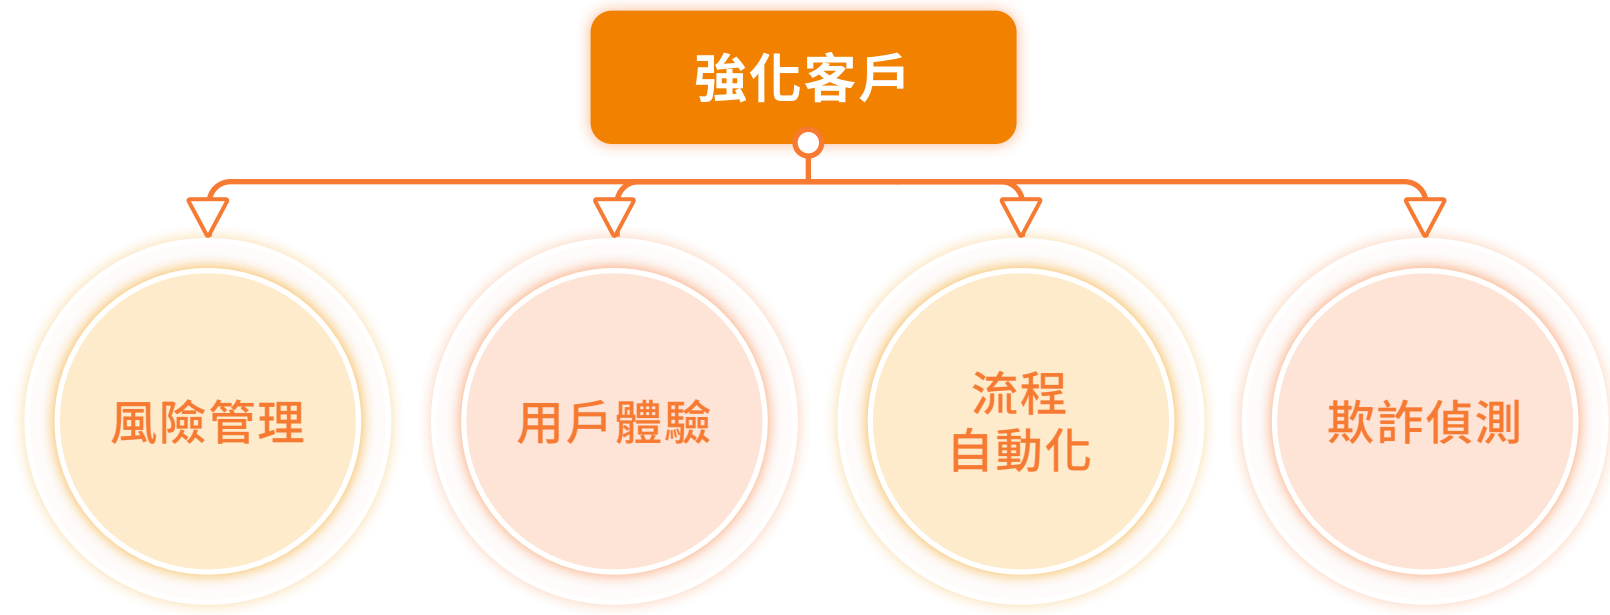 強化客戶
風險管理
用戶體驗
流程
自動化
欺詐偵測